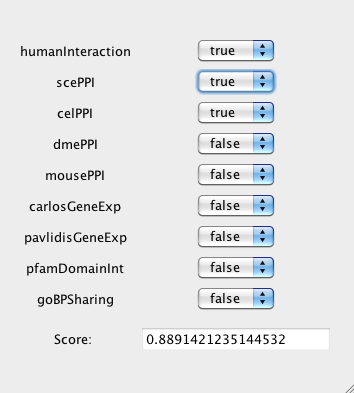 humanInteraction true
scePPI true
celPPI true
dmePPI false
mousePPI false
carlosGeneExp false
pavlidisGeneExp false
pfamDomainInt false
goBPSharing false
Score: 0.8891421235144532